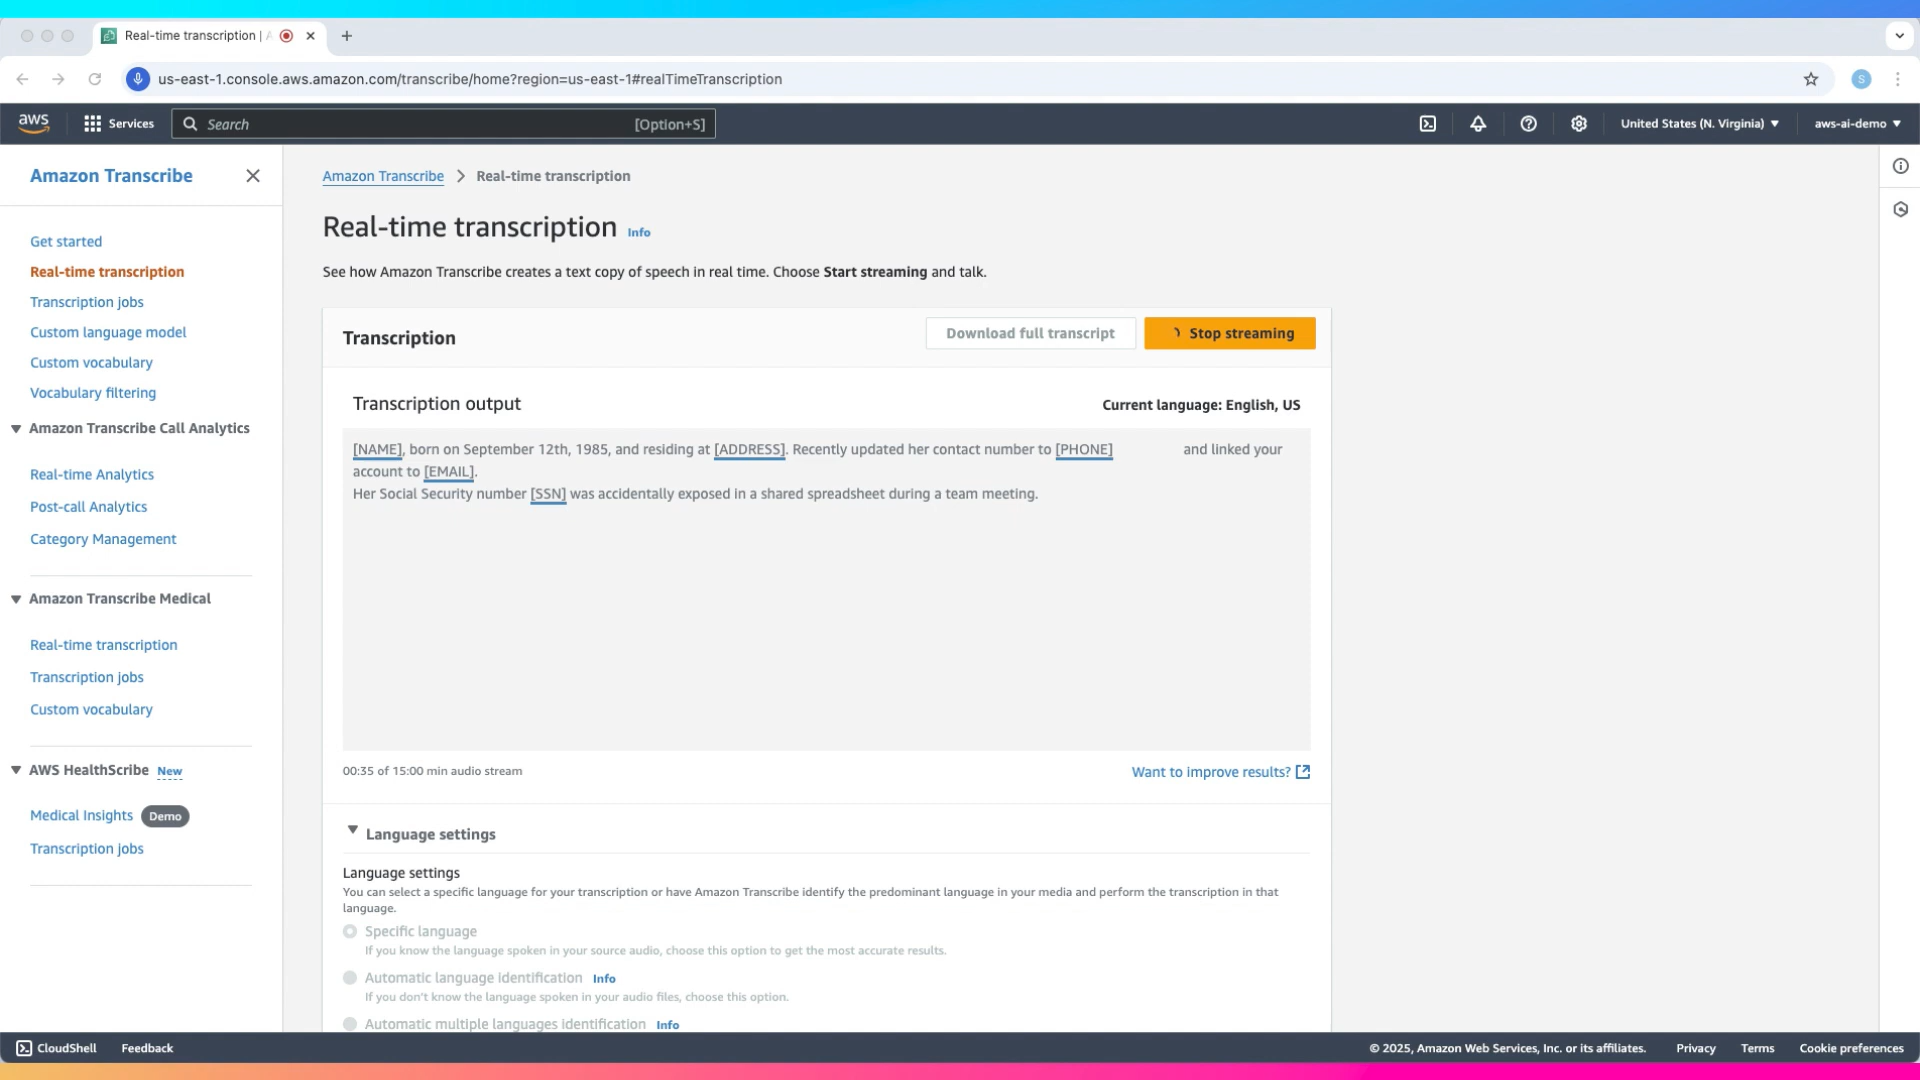 Real-time transcription | A
us-east-1.console.aws.amazon.com/transcribe/home?region=us-east-1#realTimeTranscription
S
aws
Services
Search
[Option+S]
United States (N. Virginia)
aws-ai-demo
Amazon Transcribe
Get started
Real-time transcription
Transcription jobs
Custom language model
Custom vocabulary
Vocabulary filtering
Amazon Transcribe Call Analytics
Real-time Analytics
Post-call Analytics
Category Management
Amazon Transcribe Medical
Real-time transcription
Transcription jobs
Custom vocabulary
AWS HealthScribe New
Medical Insights Demo
Transcription jobs
Amazon Transcribe > Real-time transcription
Real-time transcription Info
See how Amazon Transcribe creates a text copy of speech in real time. Choose Start streaming and talk.
Transcription
Download full transcript
Stop streaming
Transcription output
Current language: English, US
[NAME], born on September 12th, 1985, and residing at [ADDRESS]. Recently updated her contact number to [PHONE] and linked your
account to [EMAIL].
Her Social Security number [SSN] was accidentally exposed in a shared spreadsheet during a team meeting.
00:35 of 15:00 min audio stream
Want to improve results?
Language settings
Language settings
You can select a specific language for your transcription or have Amazon Transcribe identify the predominant language in your media and perform the transcription in that
language.
Specific language
If you know the language spoken in your source audio, choose this option to get the most accurate results.
Automatic language identification Info
If you don't know the language spoken in your audio files, choose this option.
Automatic multiple languages identification Info
CloudShell
Feedback
© 2025, Amazon Web Services, Inc. or its affiliates.
Privacy
Terms
Cookie preferences